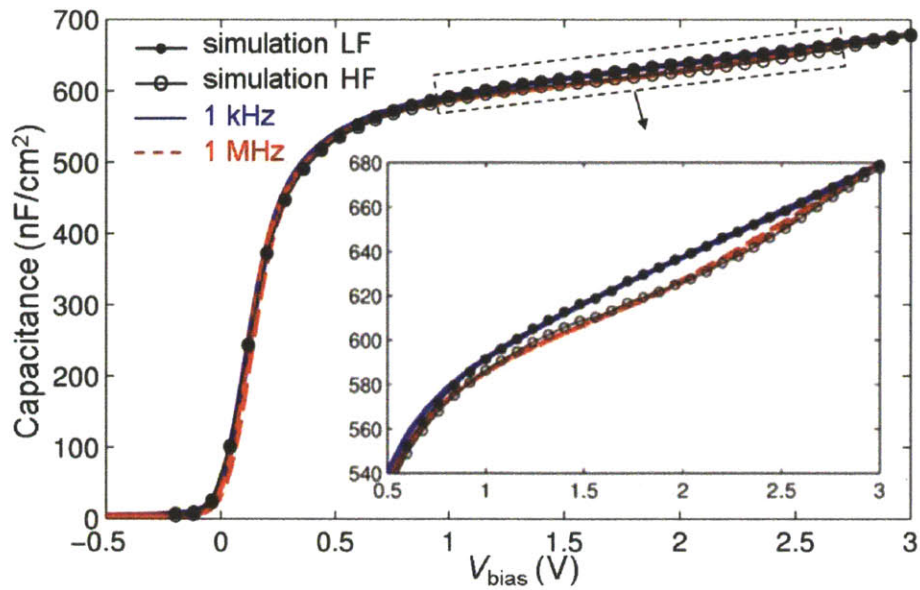 700
simulation LF
600
simulation HF
1 kHz
500
1 MHz
680
400
660
640
300
620
200
600
580
100
560
540
0.5 1 1.5 2 2.5 3
0
−0.5 0 0.5 1 1.5 2 2.5 3
Capacitance (nF/cm²)
Vbias (V)